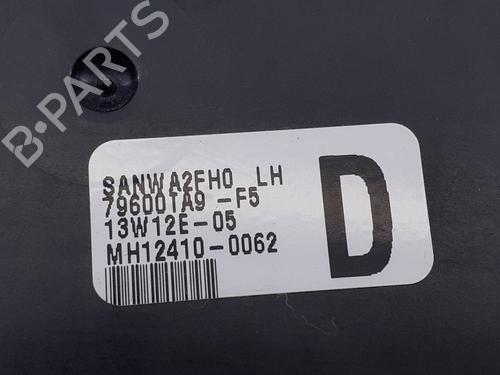 B-PARTS
SANWA2FH0 LH
79600TA9 -F5
13W12E-05
MH12410-0062
D